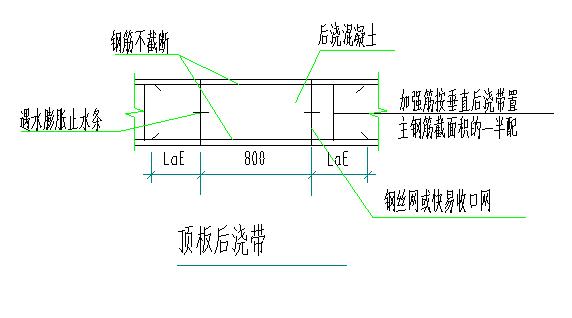 钢筋不截断
后浇混凝土
遇水膨胀止水条
加强筋按垂直后浇带置
主钢筋截面积的一半配
LaE
800
LaE
钢丝网或快易收口网
顶板后浇带